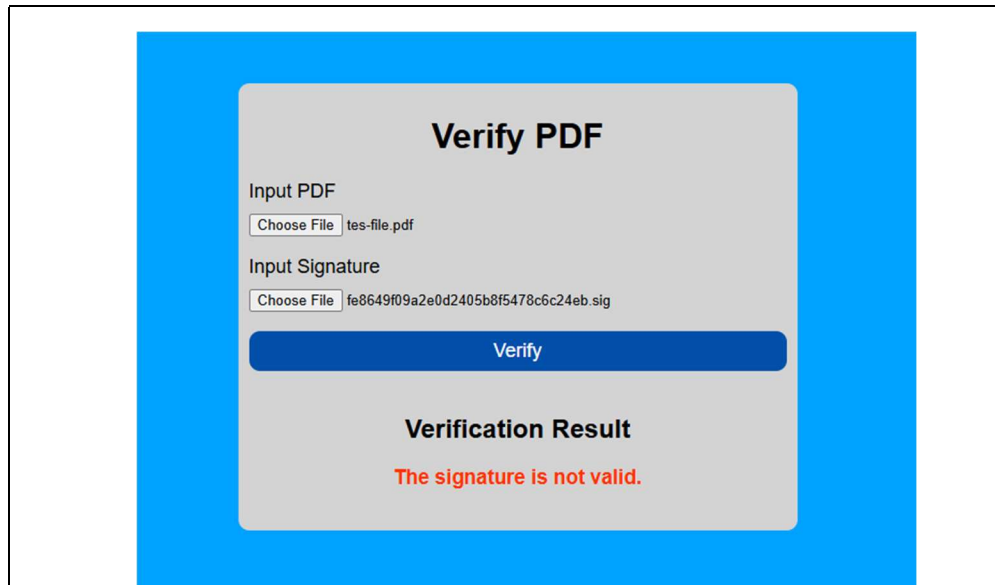 Verify PDF
Input PDF
Choose File tes-file.pdf
Input Signature
Choose File fe8649f09a2e0d2405b8f5478c6c24eb.sig
Verify
Verification Result
The signature is not valid.